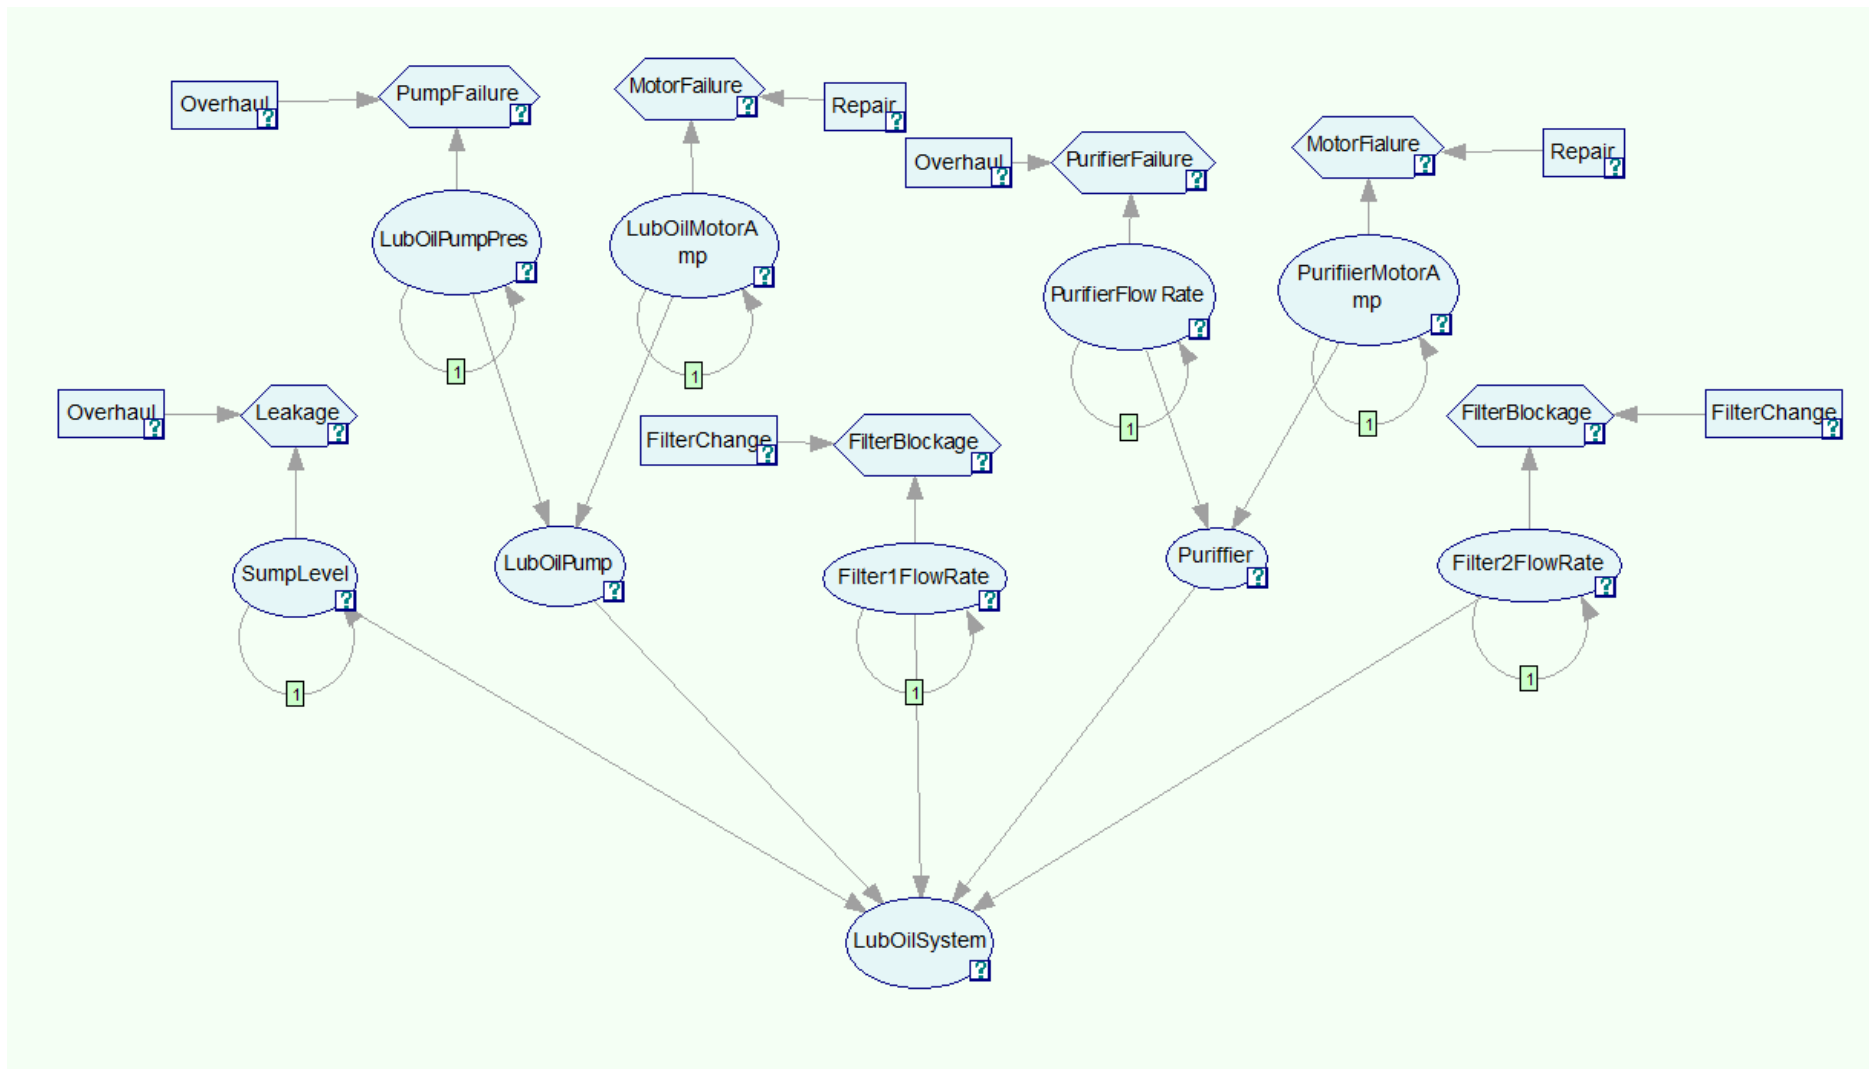 Overhaul
?
PumpFailure
?
MotorFailure
?
Repair
?
Overhaul
?
PurifierFailure
?
MotorFialure
?
Repair
?
LubOilPumpPres
?
LubOilMotorA
mp
?
PurifierFlow Rate
?
PurifiierMotorA
mp
?
1
1
1
1
Overhaul
?
Leakage
?
FilterChange
?
FilterBlockage
?
FilterBlockage
?
FilterChange
?
SumpLevel
?
LubOilPump
?
Filter1FlowRate
?
Puriffier
?
Filter2FlowRate
?
1
1
1
LubOilSystem
?